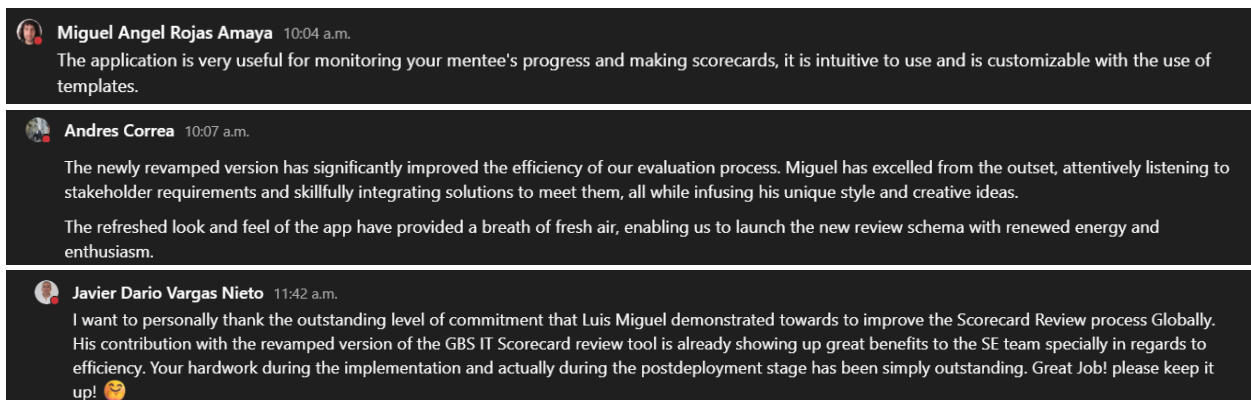 Miguel Angel Rojas Amaya 10:04 a.m.
The application is very useful for monitoring your mentee's progress and making scorecards, it is intuitive to use and is customizable with the use of
templates.
Andres Correa 10:07 a.m.
The newly revamped version has significantly improved the efficiency of our evaluation process. Miguel has excelled from the outset, attentively listening to
stakeholder requirements and skillfully integrating solutions to meet them, all while infusing his unique style and creative ideas.
The refreshed look and feel of the app have provided a breath of fresh air, enabling us to launch the new review schema with renewed energy and
enthusiasm.
Javier Dario Vargas Nieto 11:42 a.m.
I want to personally thank the outstanding level of commitment that Luis Miguel demonstrated towards to improve the Scorecard Review process Globally.
His contribution with the revamped version of the GBS IT Scorecard review tool is already showing up great benefits to the SE team specially in regards to
efficiency. Your hardwork during the implementation and actually during the postdeployment stage has been simply outstanding. Great Job! please keep it
up! 🤗